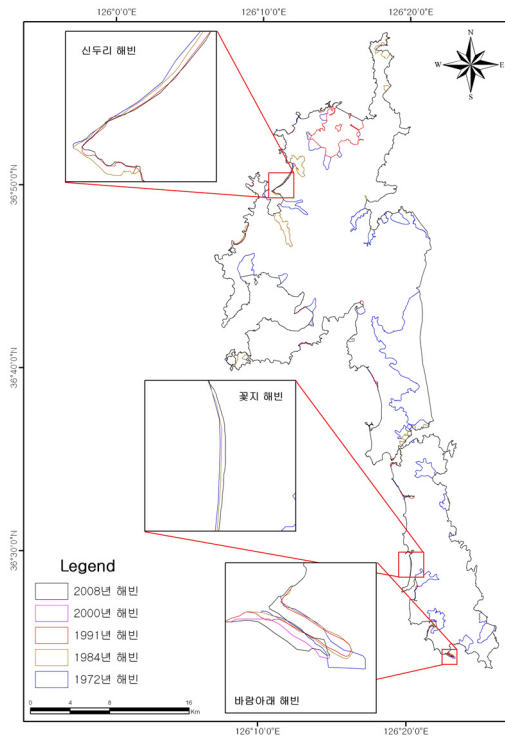 126°0'0"E
126°10'0"E
126°20'0"E
N
W
E
S
신두리 해빈
36°50'0"N
36°40'0"N
꽃지 해빈
36°30'0"N
Legend
2008년 해빈
2000년 해빈
1991년 해빈
1984년 해빈
1972년 해빈
바람아래 해빈
0 4 8 16
Km
126°10'0"E
126°20'0"E